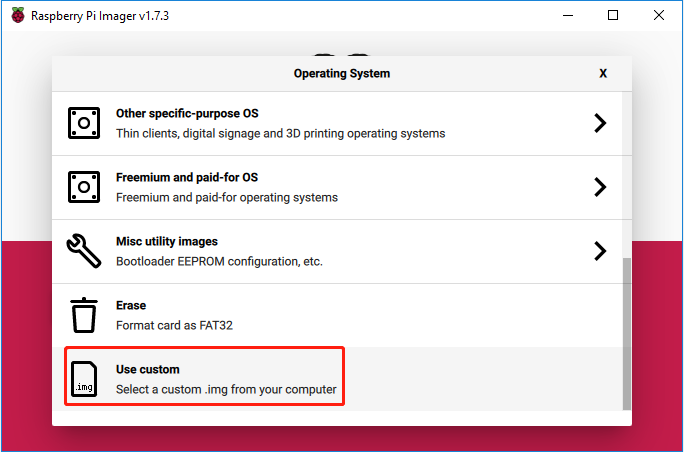 Raspberry Pi Imager v1.7.3
Operating System X
Other specific-purpose OS
Thin clients, digital signage and 3D printing operating systems
Freemium and paid-for OS
Freemium and paid-for operating systems
Misc utility images
Bootloader EEPROM configuration, etc.
Erase
Format card as FAT32
Use custom
.img
Select a custom .img from your computer